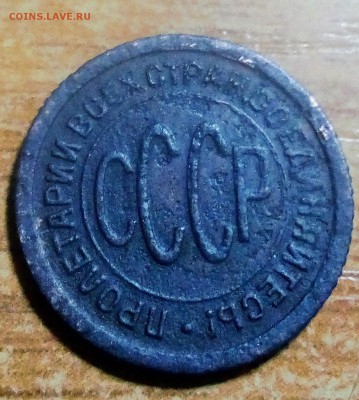 COINS.LAVE.RU
ПРОЛЕТАРИИ ВСЕХ СТРАН, СОЕДИНЯЙТЕСЬ! •
СССР